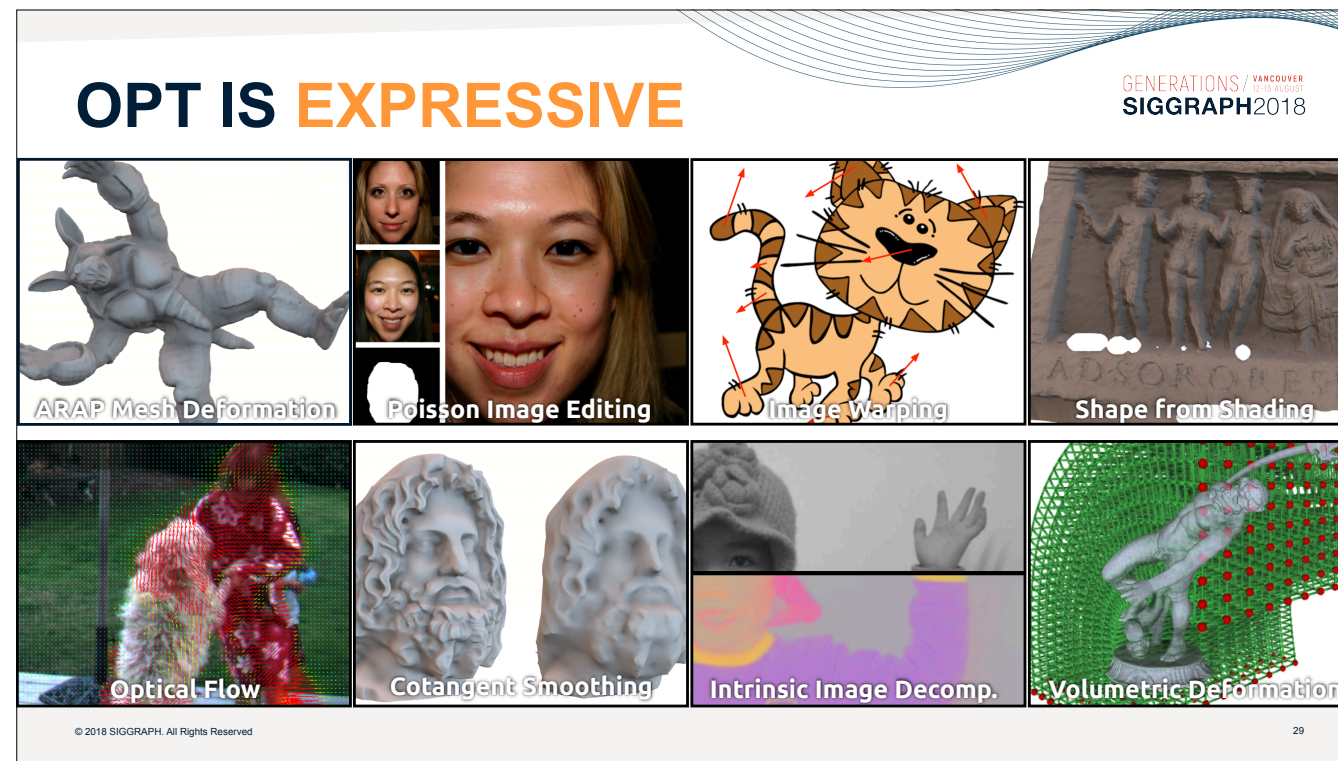 OPT IS EXPRESSIVE
GENERATIONS / VANCOUVER
12-16 AUGUST
SIGGRAPH2018
ARAP Mesh Deformation
Poisson Image Editing
Image Warping
Shape from Shading
Optical Flow
Cotangent Smoothing
Intrinsic Image Decomp.
Volumetric Deformation
© 2018 SIGGRAPH. All Rights Reserved
29